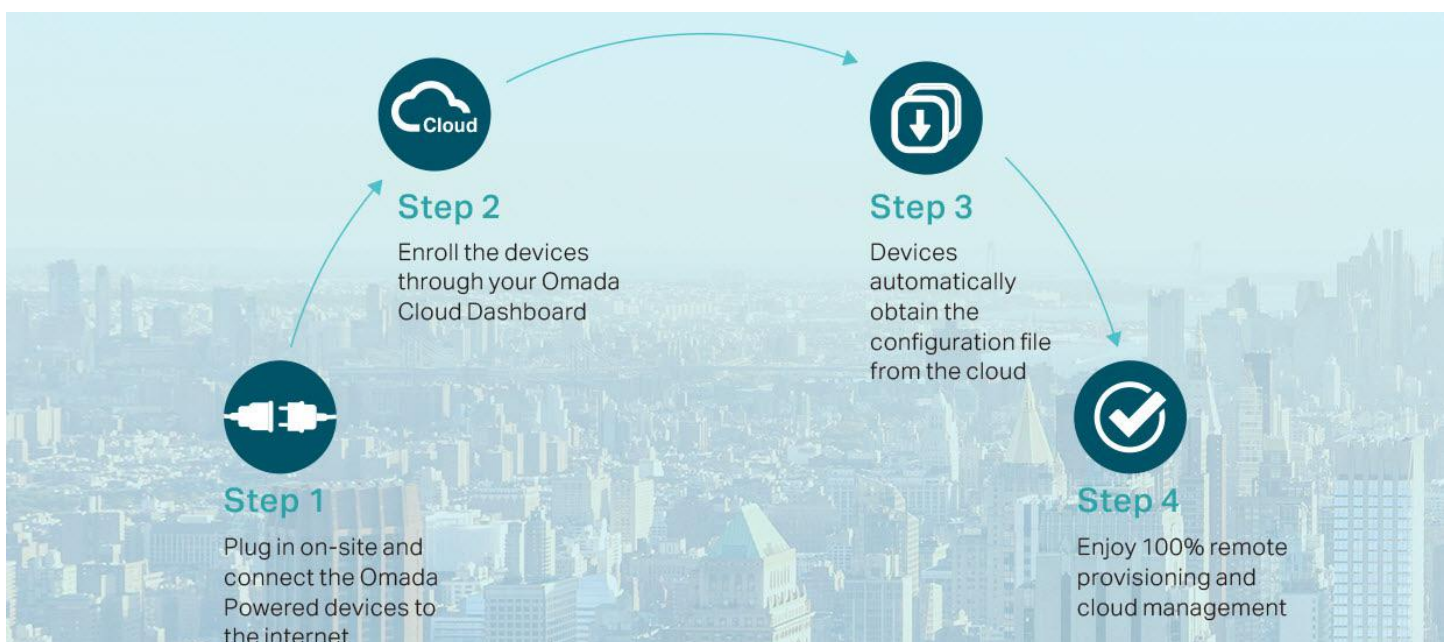 Cloud
Step 2
Enroll the devices
through your Omada
Cloud Dashboard
Step 3
Devices
automatically
obtain the
configuration file
from the cloud
Step 1
Plug in on-site and
connect the Omada
Powered devices to
the internet
Step 4
Enjoy 100% remote
provisioning and
cloud management